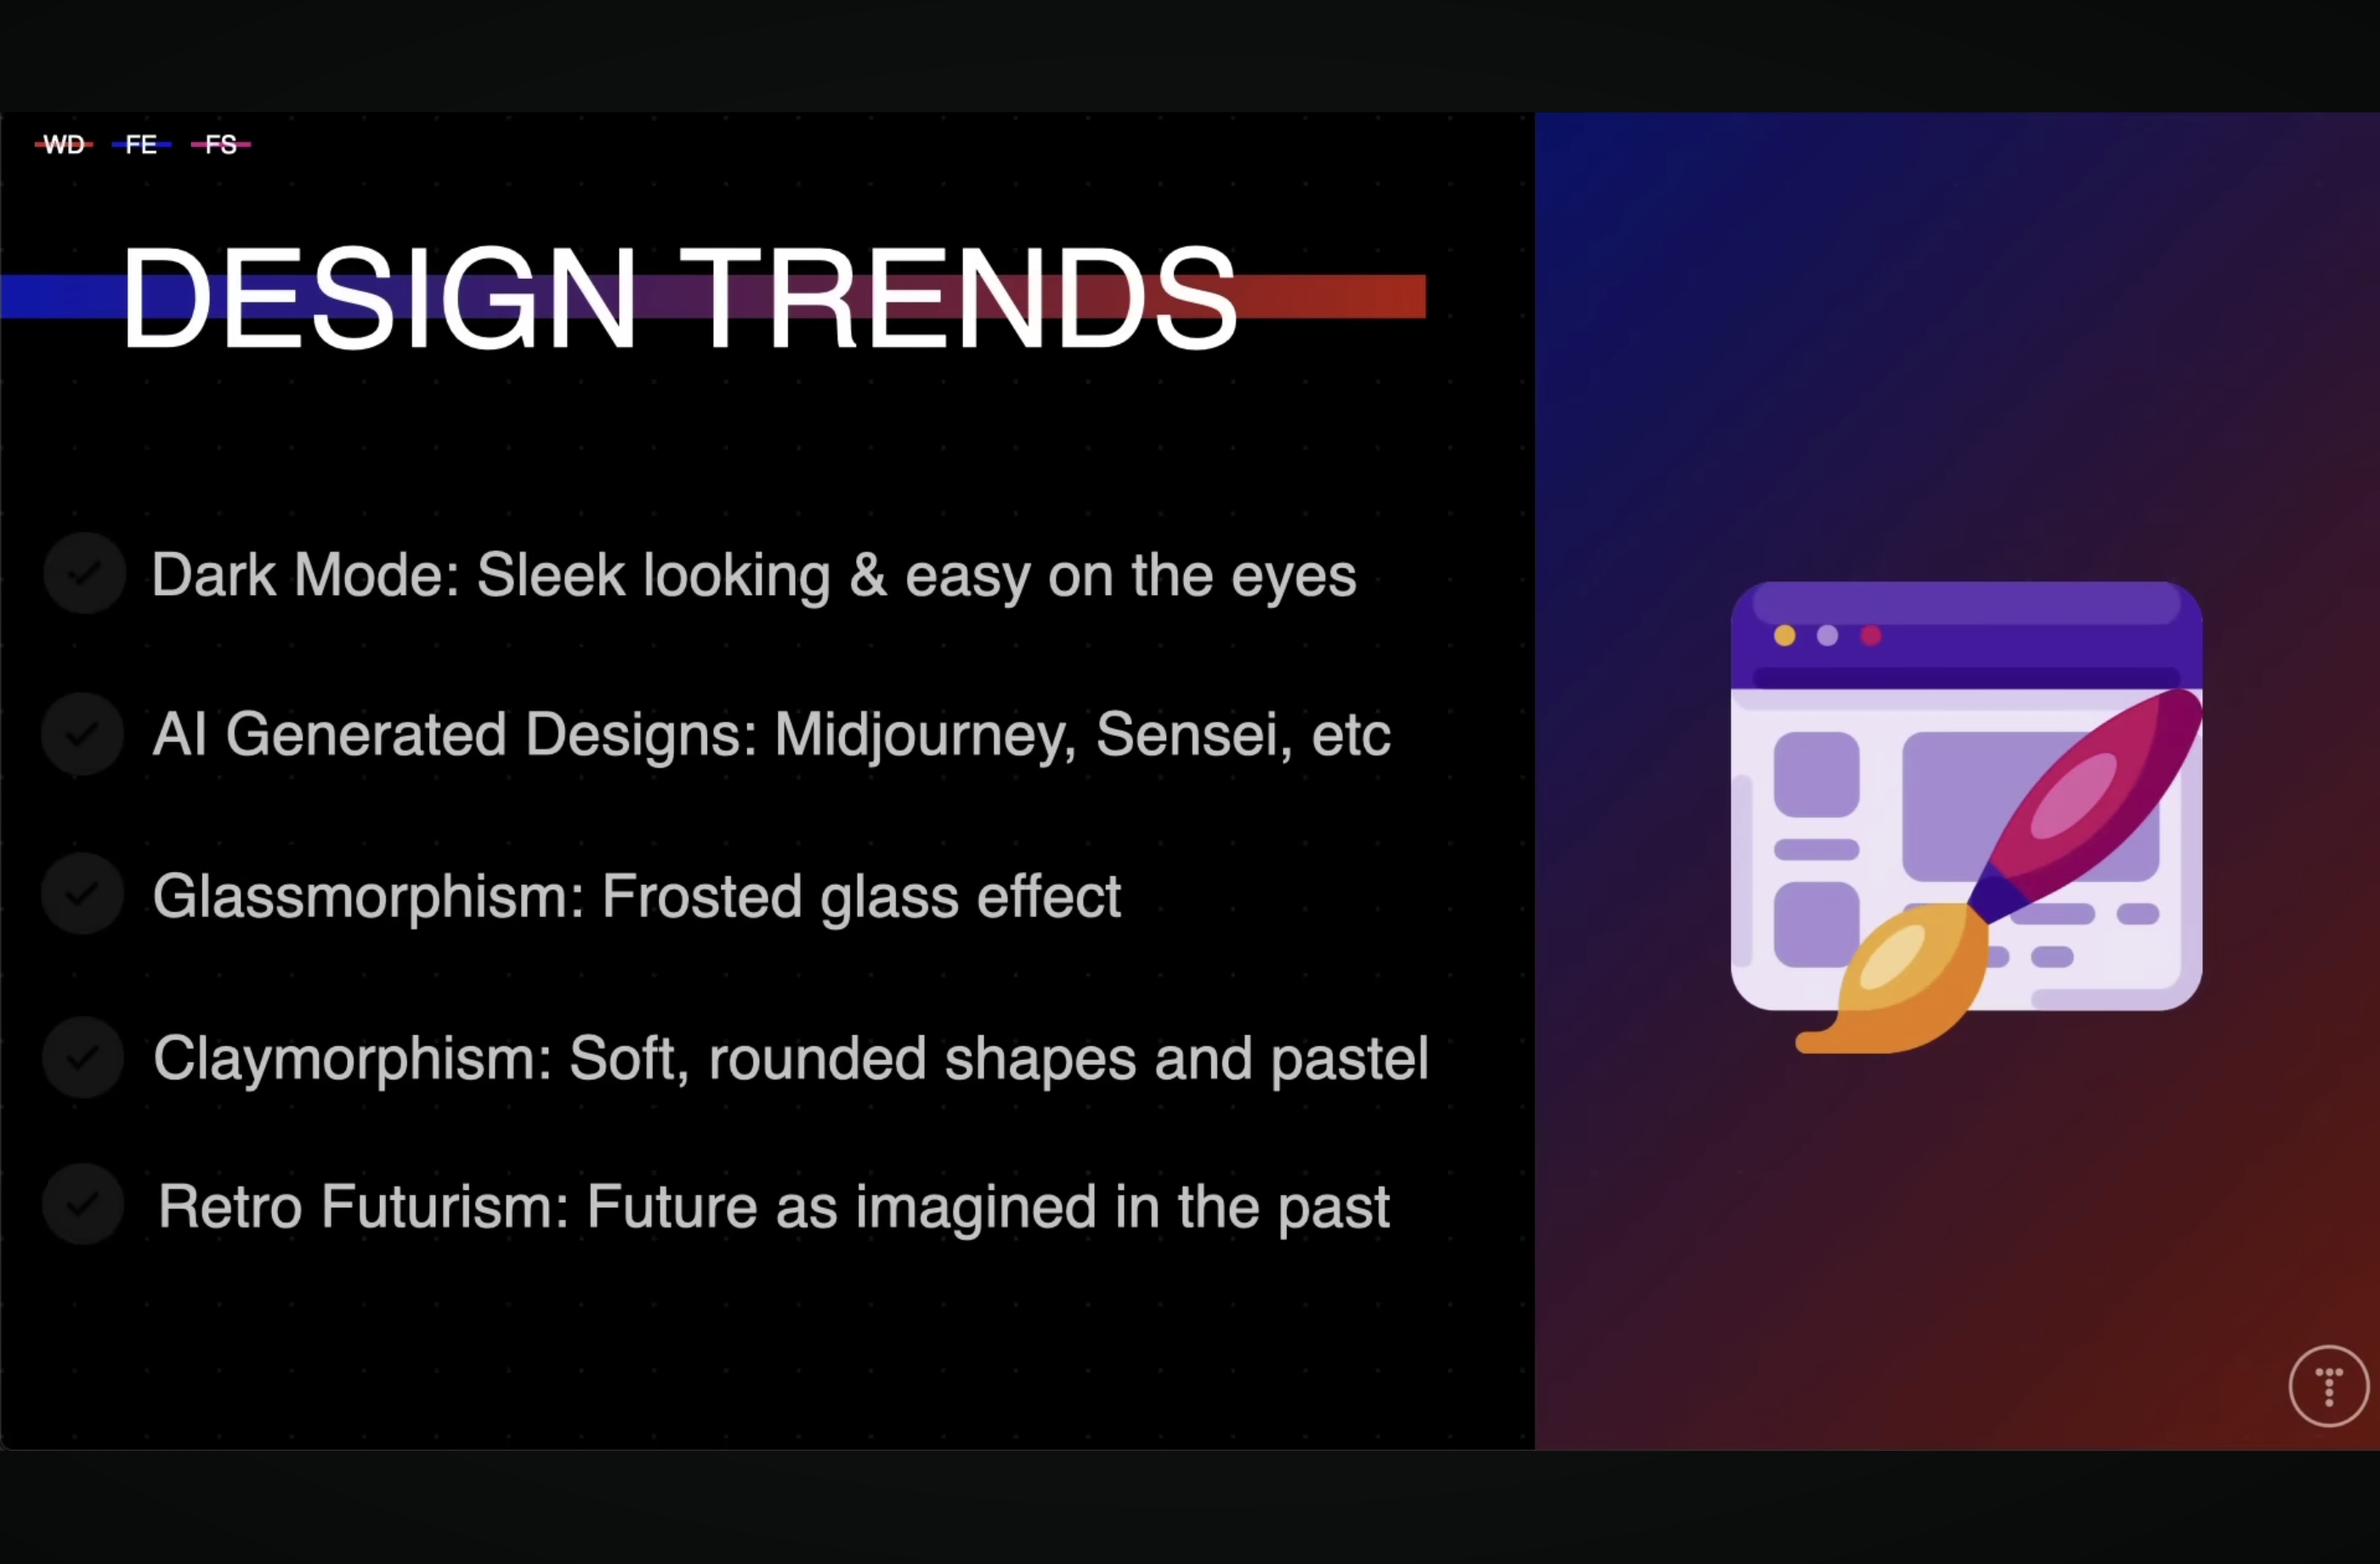 WD FE FS
DESIGN TRENDS
Dark Mode: Sleek looking & easy on the eyes
AI Generated Designs: Midjourney, Sensei, etc
Glassmorphism: Frosted glass effect
Claymorphism: Soft, rounded shapes and pastel
Retro Futurism: Future as imagined in the past
T